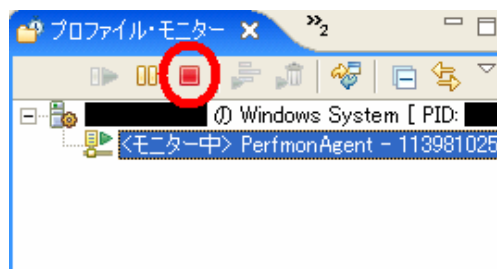 プロファイル・モニター
»2
の Windows System [ PID:
<モニター中> PerfmonAgent - 113981025